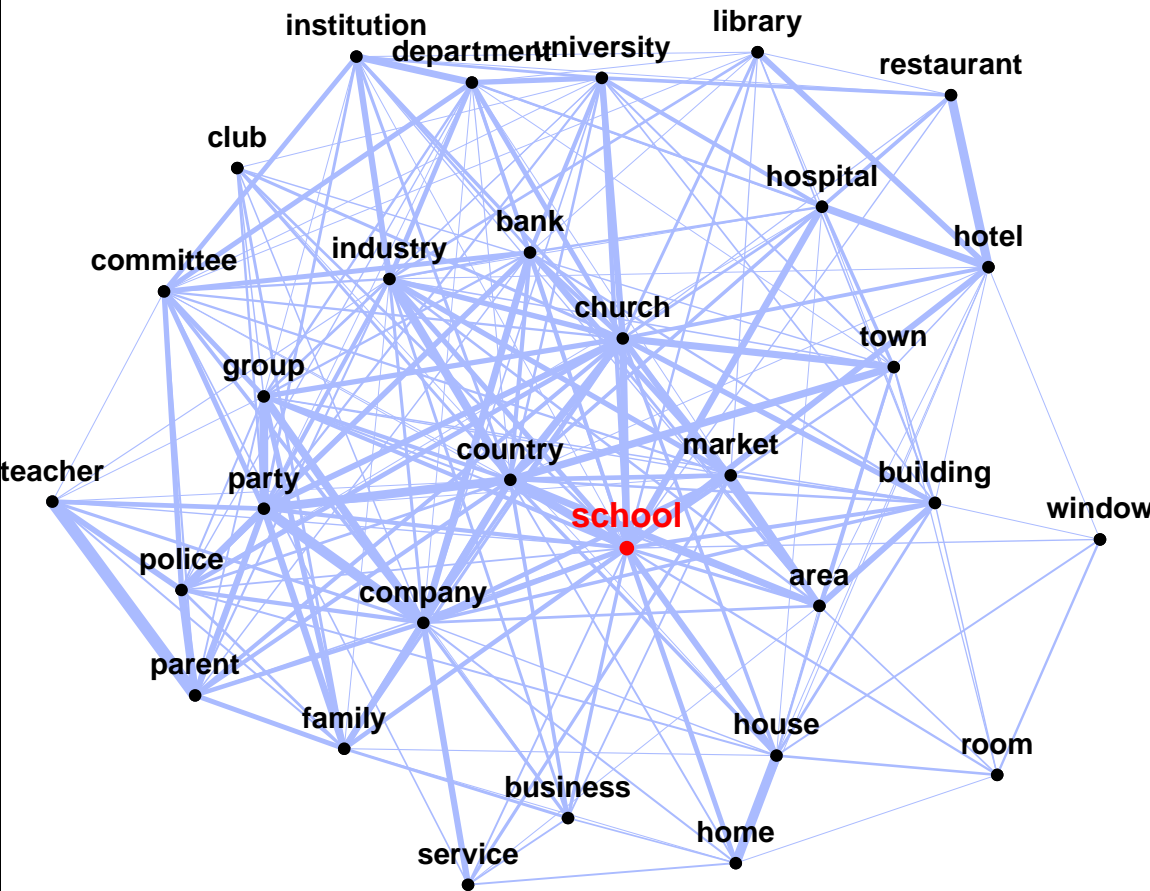 institution
department
university
library
restaurant
club
hospital
bank
industry
hotel
committee
church
town
group
country
market
teacher
party
building
window
school
police
company
area
parent
family
house
room
business
home
service